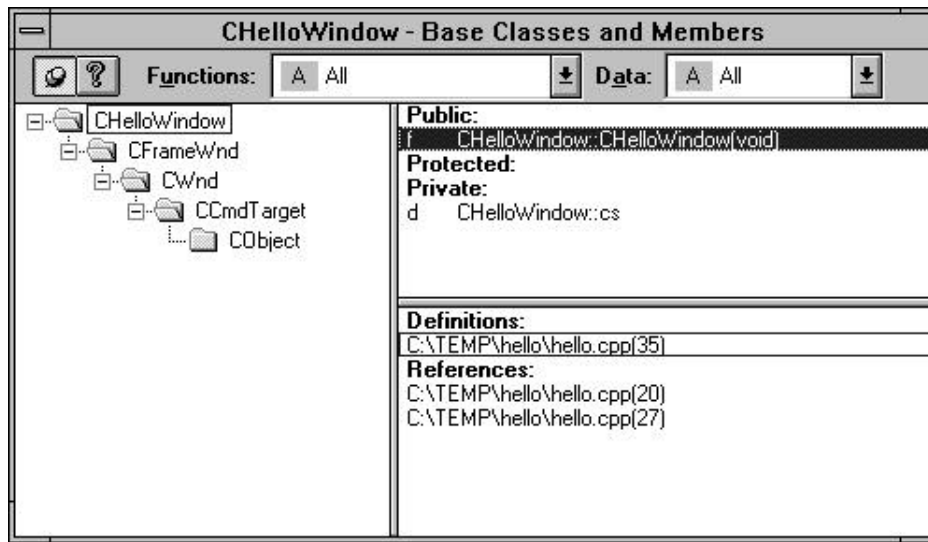 CHelloWindow - Base Classes and Members
? Functions: A All Data: A All
CHelloWindow
CFrameWnd
CWnd
CCmdTarget
CObject
Public:
f CHelloWindow::CHelloWindow(void)
Protected:
Private:
d CHelloWindow::cs
Definitions:
C:\TEMP\hello\hello.cpp(35)
References:
C:\TEMP\hello\hello.cpp(20)
C:\TEMP\hello\hello.cpp(27)